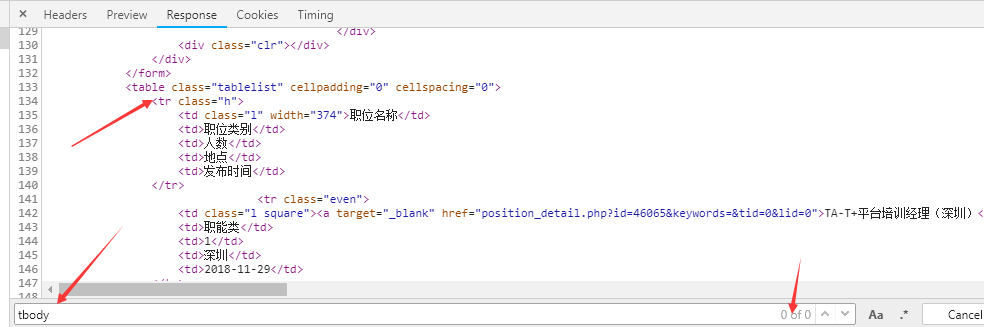 × Headers Preview Response Cookies Timing
129 </div>
130 <div class="clr"></div>
131 </div>
132 </form>
133 <table class="tablelist" cellpadding="0" cellspacing="0">
134 <tr class="h">
135 <td class="l" width="374">职位名称</td>
136 <td>职位类别</td>
137 <td>人数</td>
138 <td>地点</td>
139 <td>发布时间</td>
140 </tr>
141 <tr class="even">
142 <td class="l square"><a target="_blank" href="position_detail.php?id=46065&keywords=&tid=0&lid=0">TA-T+平台培训经理（深圳）<
143 <td>职能类</td>
144 <td>1</td>
145 <td>深圳</td>
146 <td>2018-11-29</td>
147
148
tbody 0 of 0 Aa .* Cancel